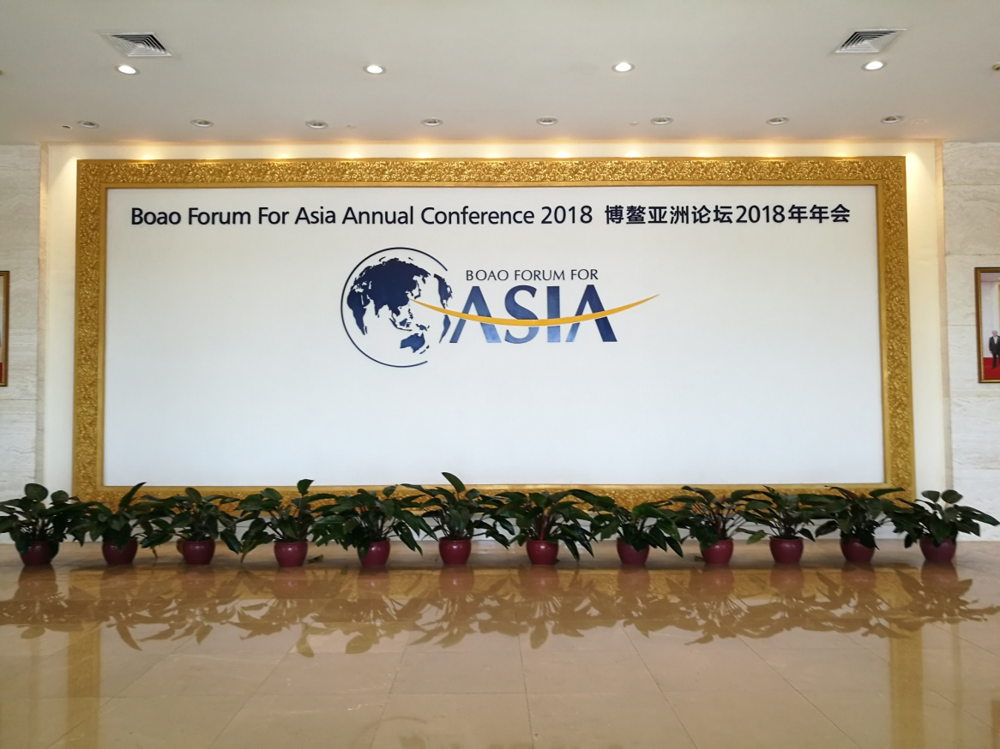 Boao Forum For Asia Annual Conference 2018 博鳌亚洲论坛2018年年会
BOAO FORUM FOR
ASIA